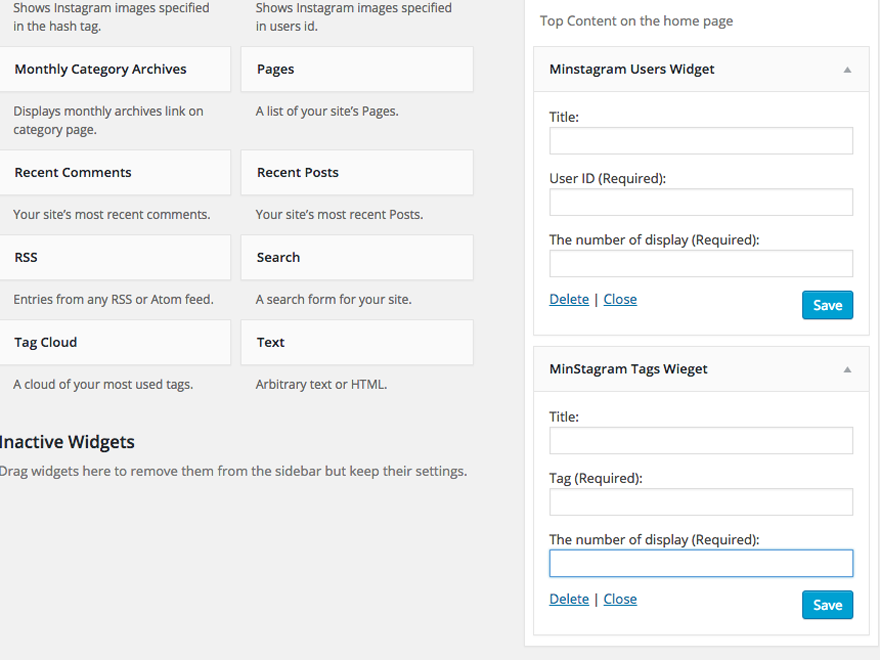 Shows Instagram images specified
in the hash tag.
Shows Instagram images specified
in users id.
Monthly Category Archives
Pages
Displays monthly archives link on
category page.
A list of your site's Pages.
Recent Comments
Recent Posts
Your site's most recent comments.
Your site's most recent Posts.
RSS
Search
Entries from any RSS or Atom feed.
A search form for your site.
Tag Cloud
Text
A cloud of your most used tags.
Arbitrary text or HTML.
Inactive Widgets
Drag widgets here to remove them from the sidebar but keep their settings.
Top Content on the home page
Minstagram Users Widget
Title:
User ID (Required):
The number of display (Required):
Delete | Close
Save
MinStagram Tags Wieget
Title:
Tag (Required):
The number of display (Required):
Delete | Close
Save